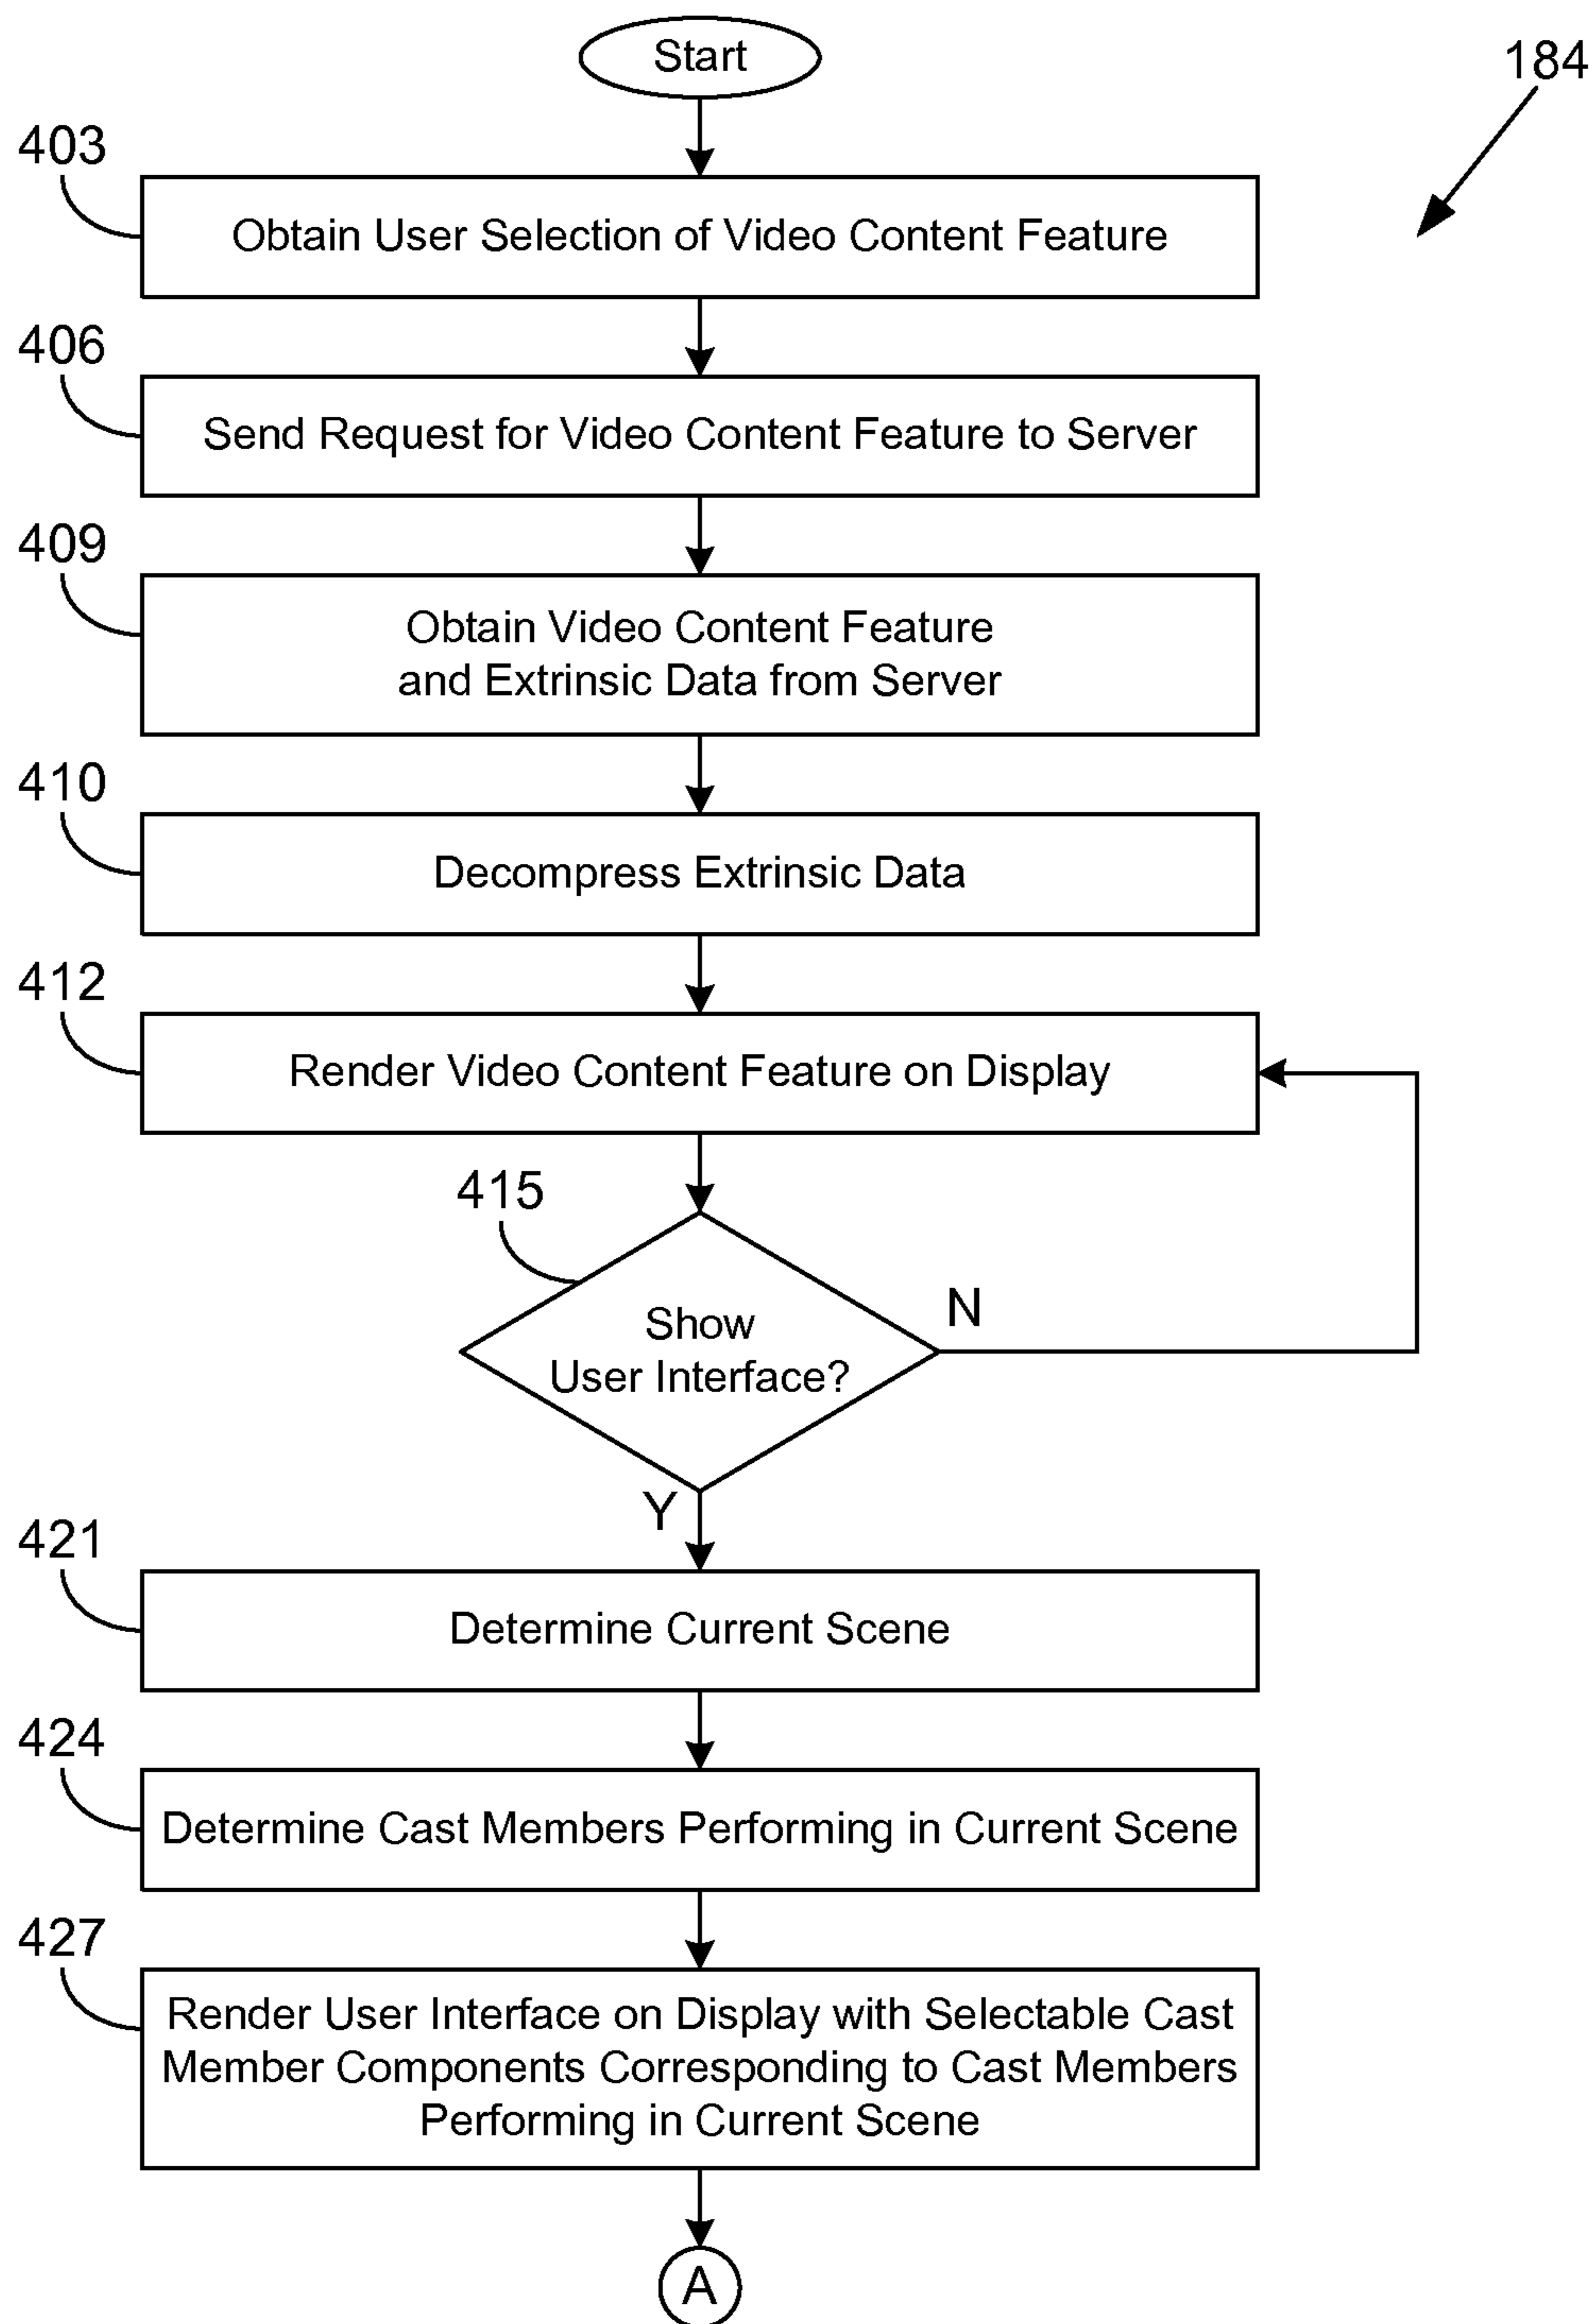 Start
184
403
Obtain User Selection of Video Content Feature
406
Send Request for Video Content Feature to Server
409
Obtain Video Content Feature
and Extrinsic Data from Server
410
Decompress Extrinsic Data
412
Render Video Content Feature on Display
415
Show
User Interface?
N
Y
421
Determine Current Scene
424
Determine Cast Members Performing in Current Scene
427
Render User Interface on Display with Selectable Cast
Member Components Corresponding to Cast Members
Performing in Current Scene
A